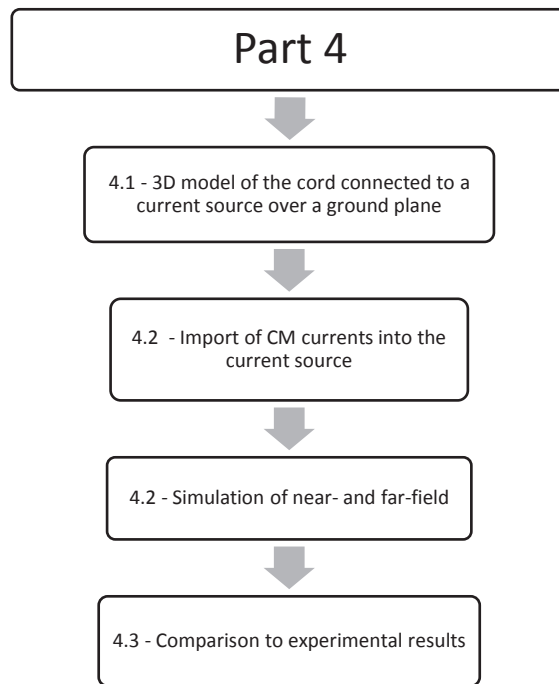 Part 4
4.1 - 3D model of the cord connected to a
current source over a ground plane
4.2  - Import of CM currents into the
current source
4.2 - Simulation of near- and far-field
4.3 - Comparison to experimental results